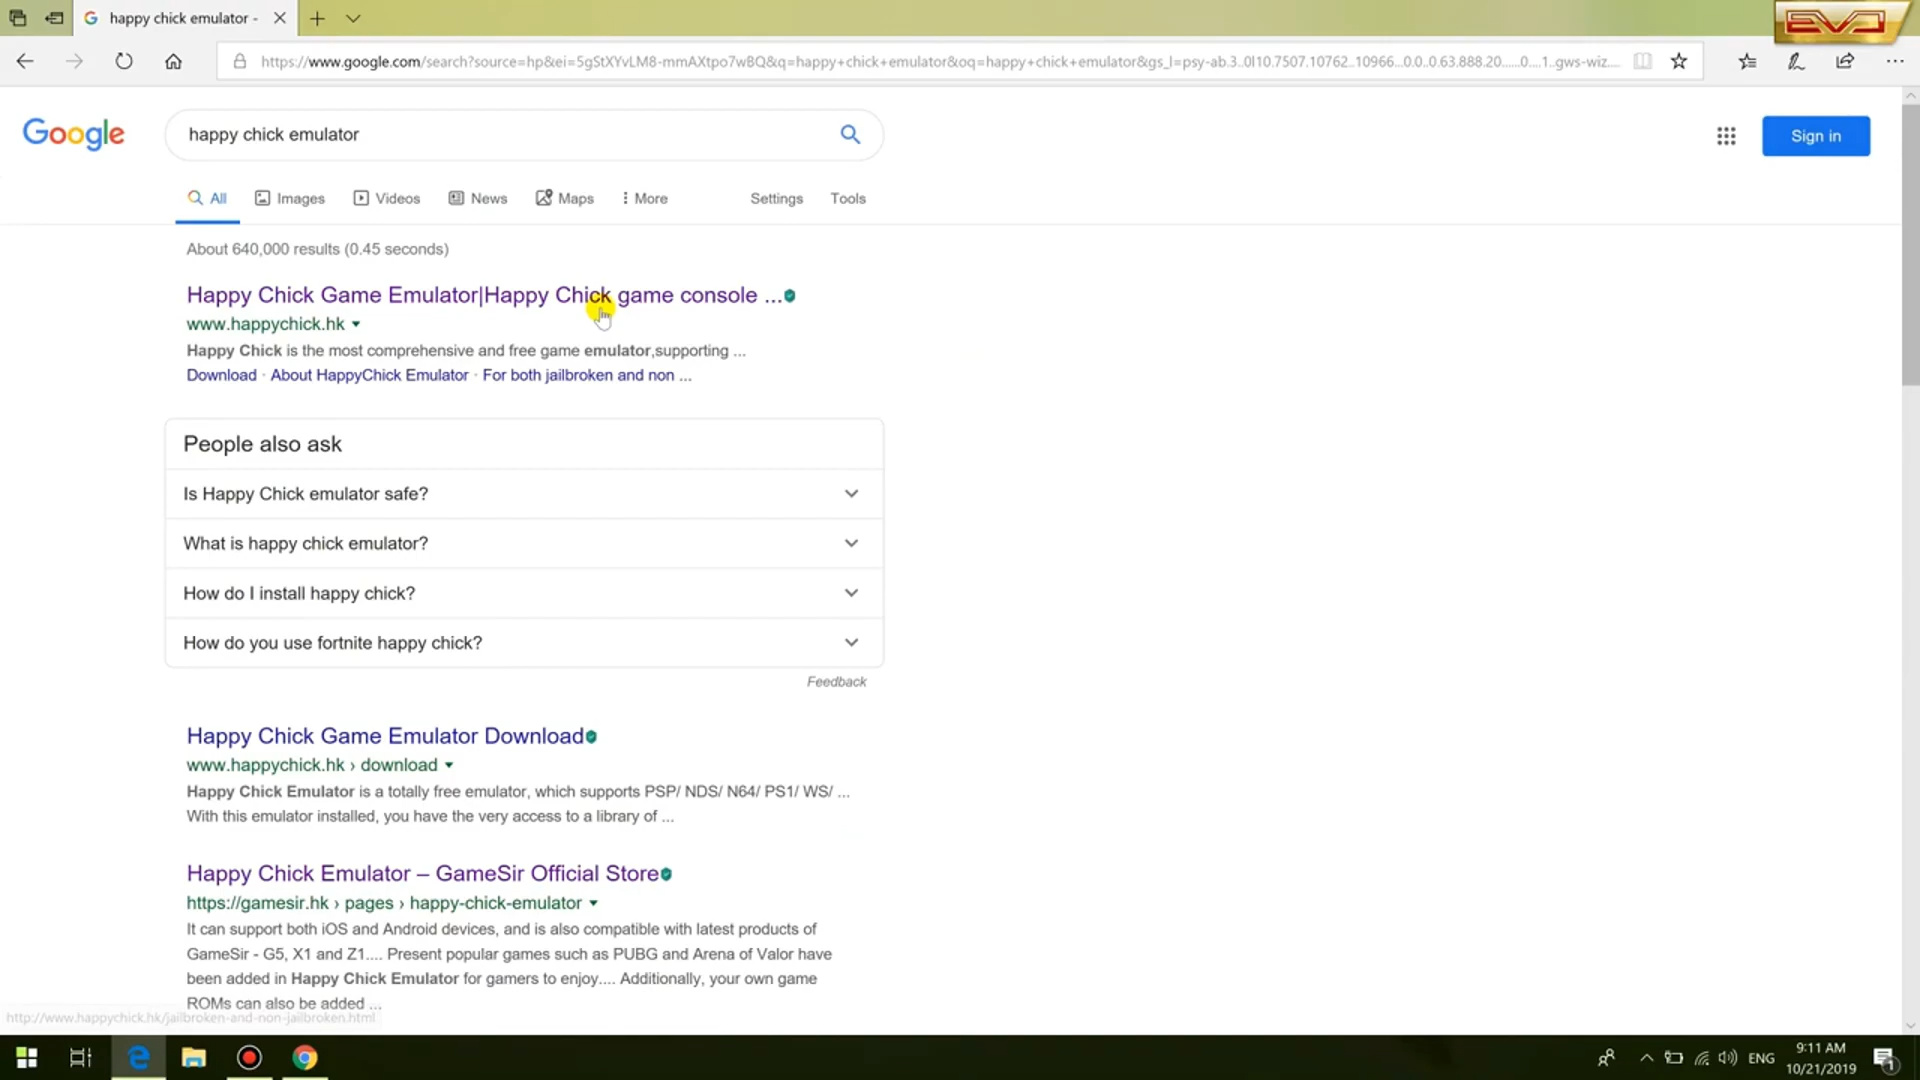 happy chick emulator -
EVO
https://www.google.com/search?source=hp&ei=5gStXYvLM8-mmAXtpo7wBQ&q=happy+chick+emulator&oq=happy+chick+emulator&gs_l=psy-ab.3..0l10.7507.10762..10966...0.0..0.63.888.20......0....1..gws-wiz....
Google
happy chick emulator
Sign in
All
Images
Videos
News
Maps
More
Settings
Tools
About 640,000 results (0.45 seconds)
Happy Chick Game Emulator|Happy Chick game console ...
www.happychick.hk
Happy Chick is the most comprehensive and free game emulator,supporting ...
Download · About HappyChick Emulator · For both jailbroken and non ...
People also ask
Is Happy Chick emulator safe?
What is happy chick emulator?
How do I install happy chick?
How do you use fortnite happy chick?
Feedback
Happy Chick Game Emulator Download
www.happychick.hk › download
Happy Chick Emulator is a totally free emulator, which supports PSP/ NDS/ N64/ PS1/ WS/ ...
With this emulator installed, you have the very access to a library of ...
Happy Chick Emulator – GameSir Official Store
https://gamesir.hk › pages › happy-chick-emulator
It can support both iOS and Android devices, and is also compatible with latest products of
GameSir - G5, X1 and Z1.... Present popular games such as PUBG and Arena of Valor have
been added in Happy Chick Emulator for gamers to enjoy.... Additionally, your own game
ROMs can also be added ...
http://www.happychick.hk/jailbroken-and-non-jailbroken.html
ENG
9:11 AM
10/21/2019
1